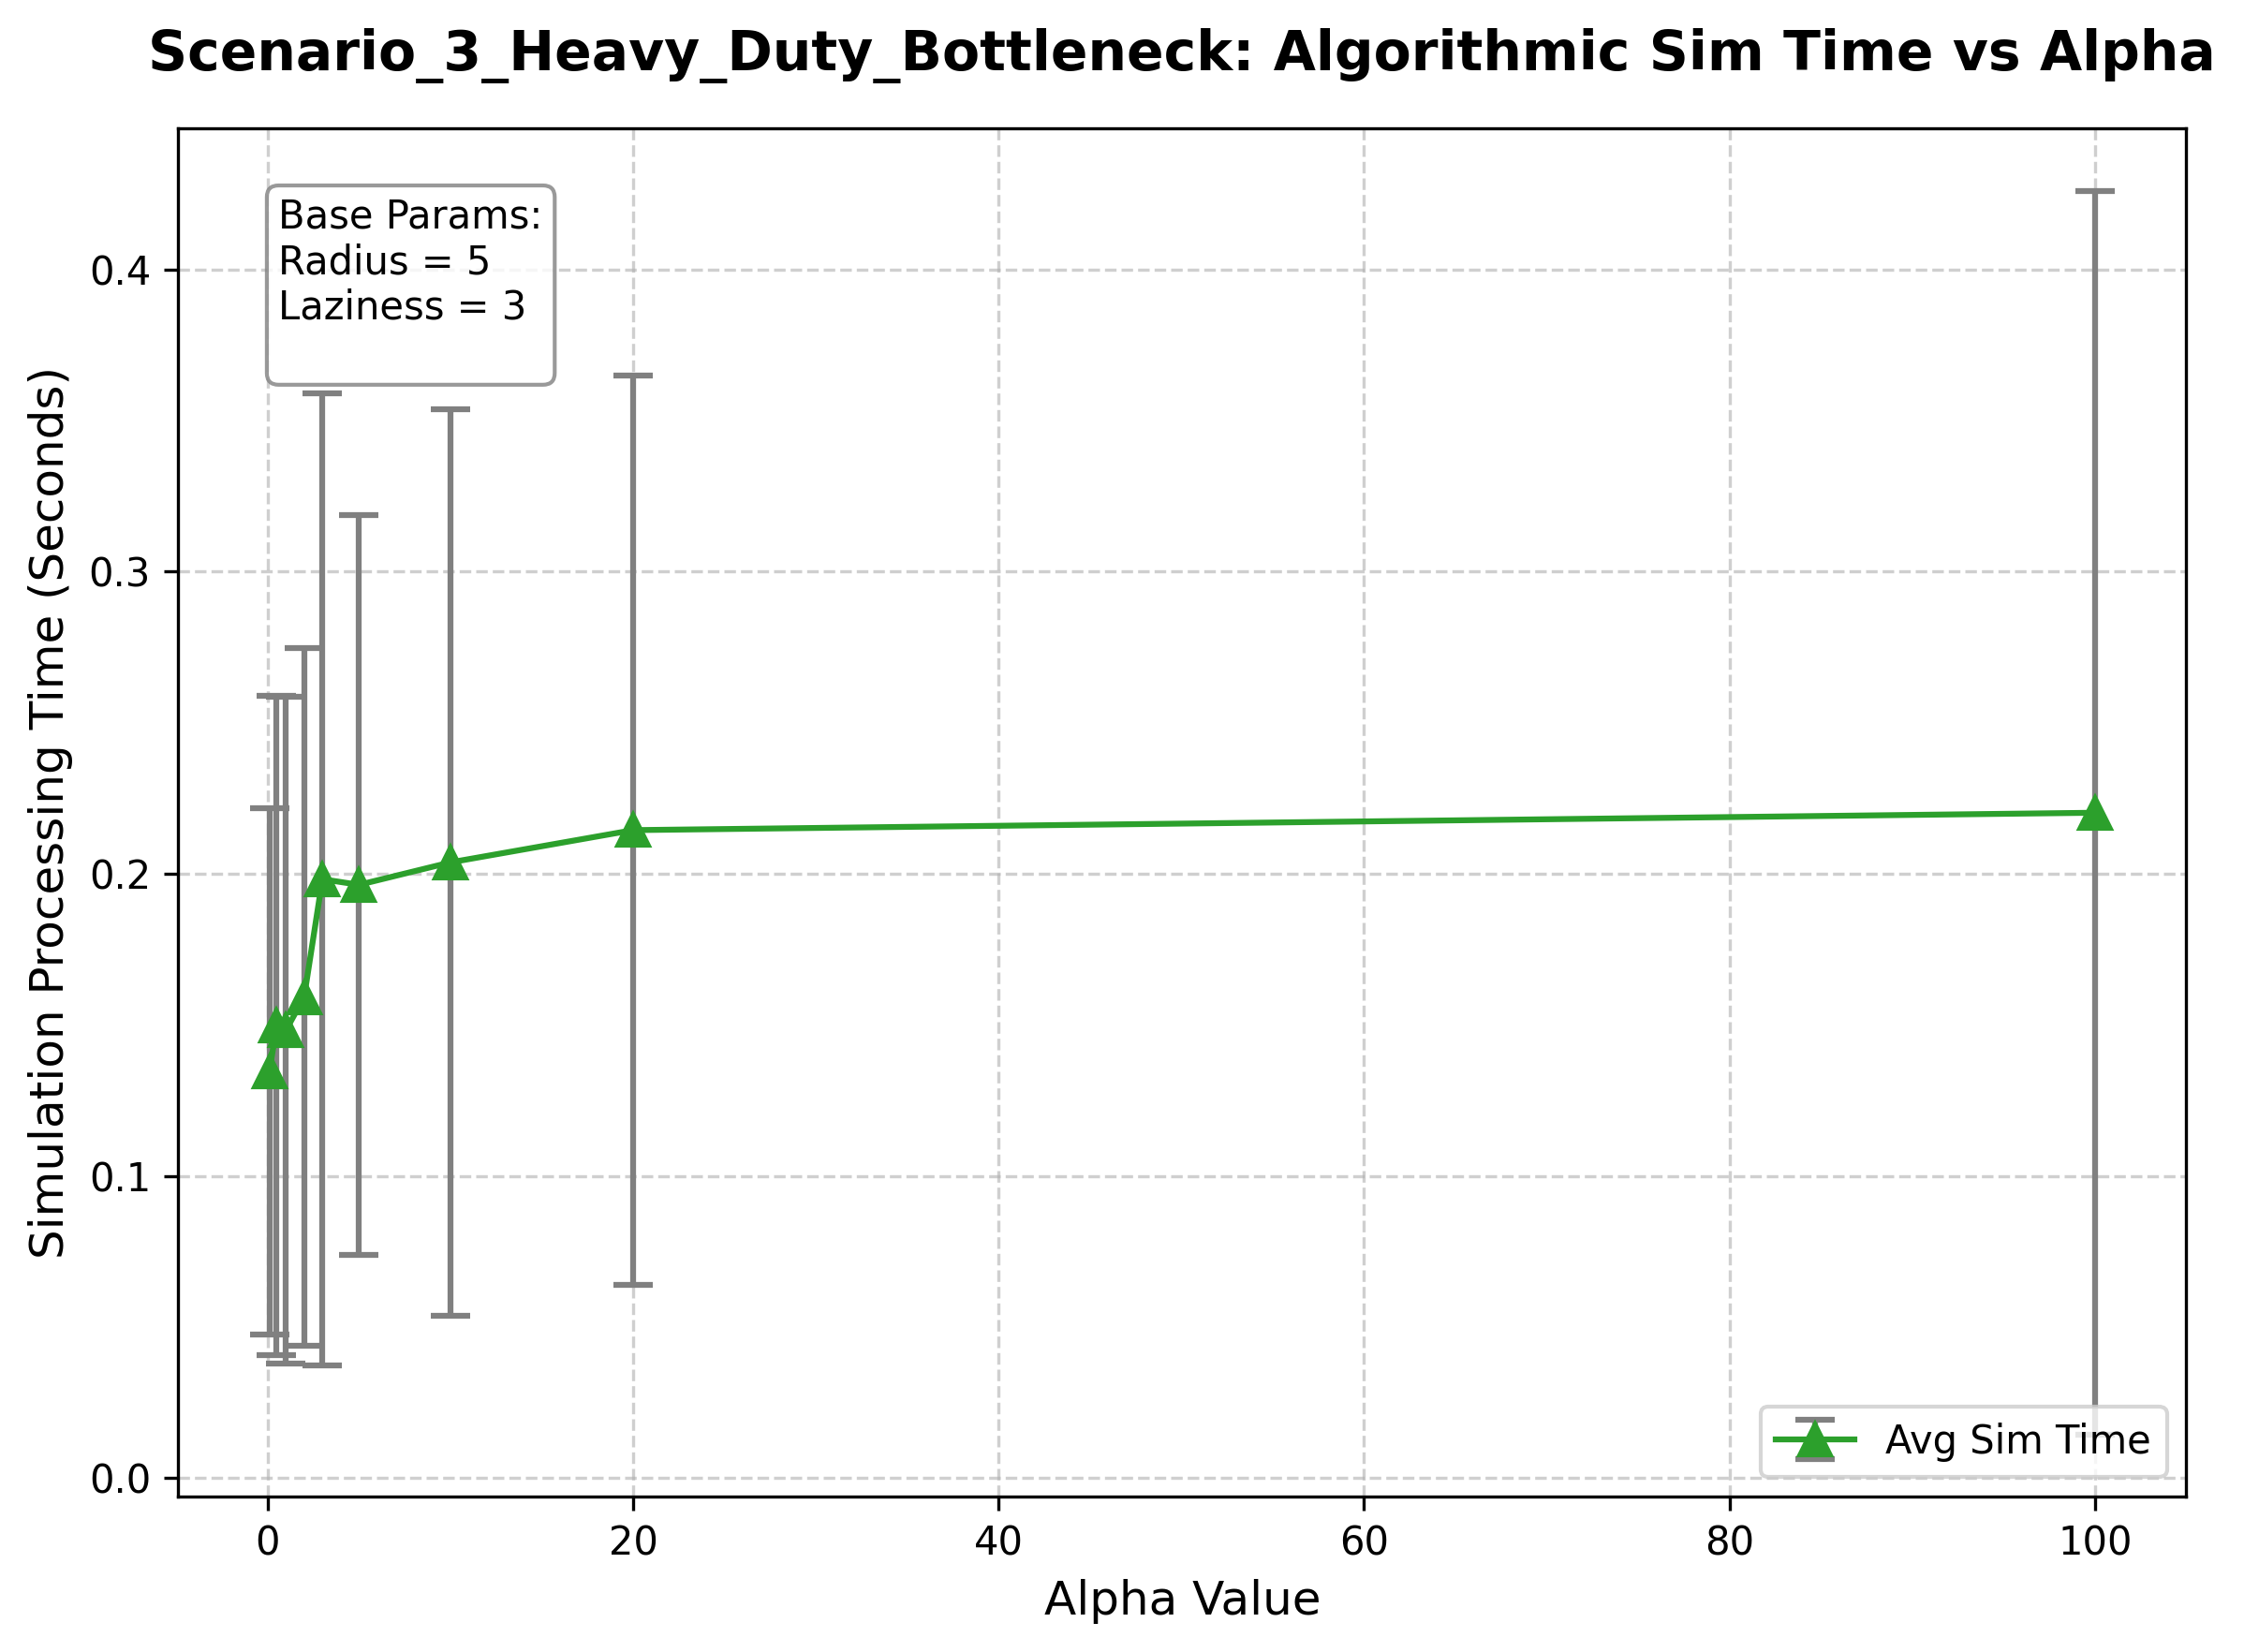 Scenario_3_Heavy_Duty_Bottleneck: Algorithmic Sim Time vs Alpha
Base Params:
Radius = 5
Laziness = 3
Simulation Processing Time (Seconds)
0.4
0.3
0.2
0.1
0.0
Avg Sim Time
0 20 40 60 80 100
Alpha Value